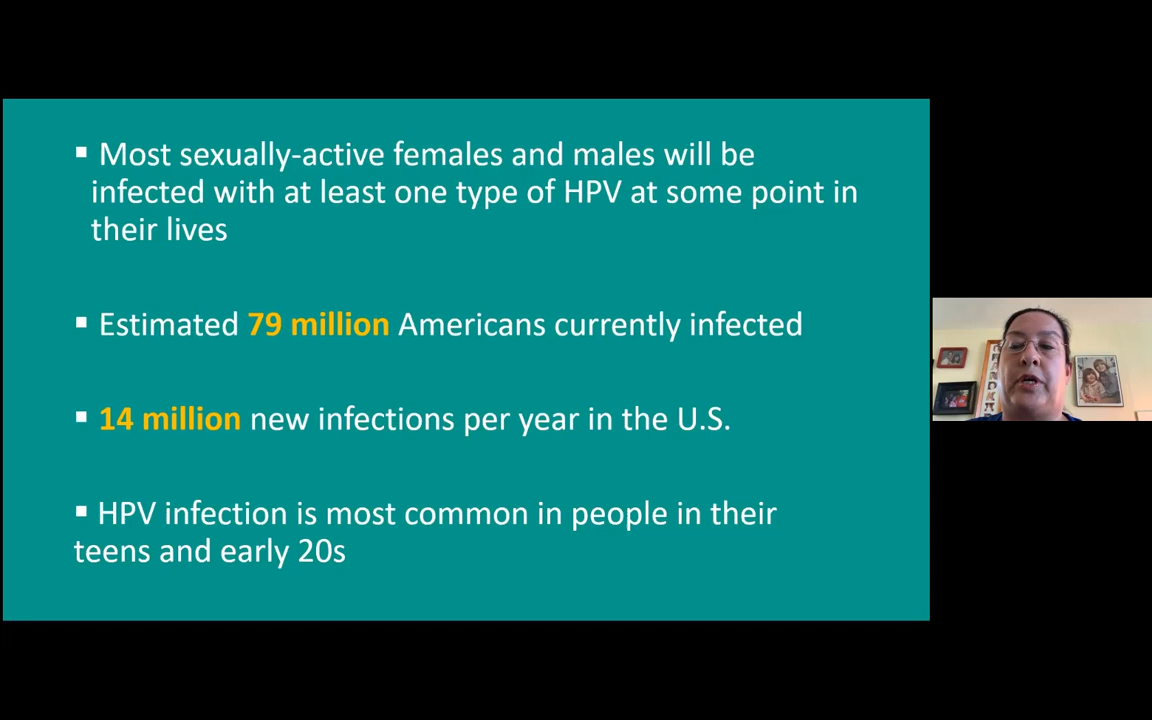 ▪ Most sexually-active females and males will be
infected with at least one type of HPV at some point in
their lives
▪ Estimated 79 million Americans currently infected
▪ 14 million new infections per year in the U.S.
▪ HPV infection is most common in people in their
teens and early 20s